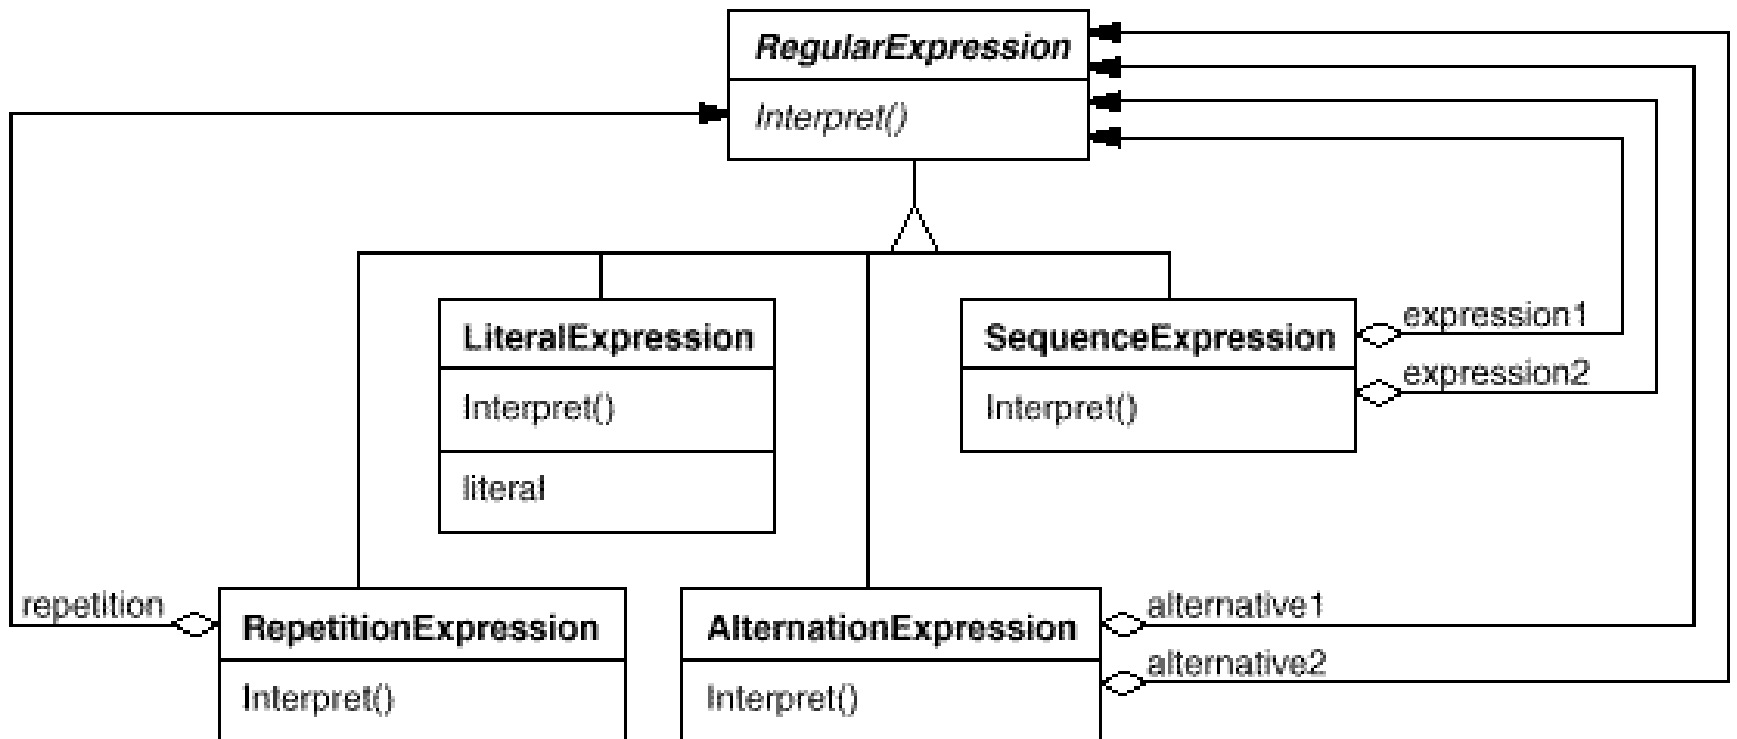 RegularExpression
Interpret()
LiteralExpression
Interpret()
literal
SequenceExpression
Interpret()
expression1
expression2
repetition
RepetitionExpression
Interpret()
AlternationExpression
Interpret()
alternative1
alternative2